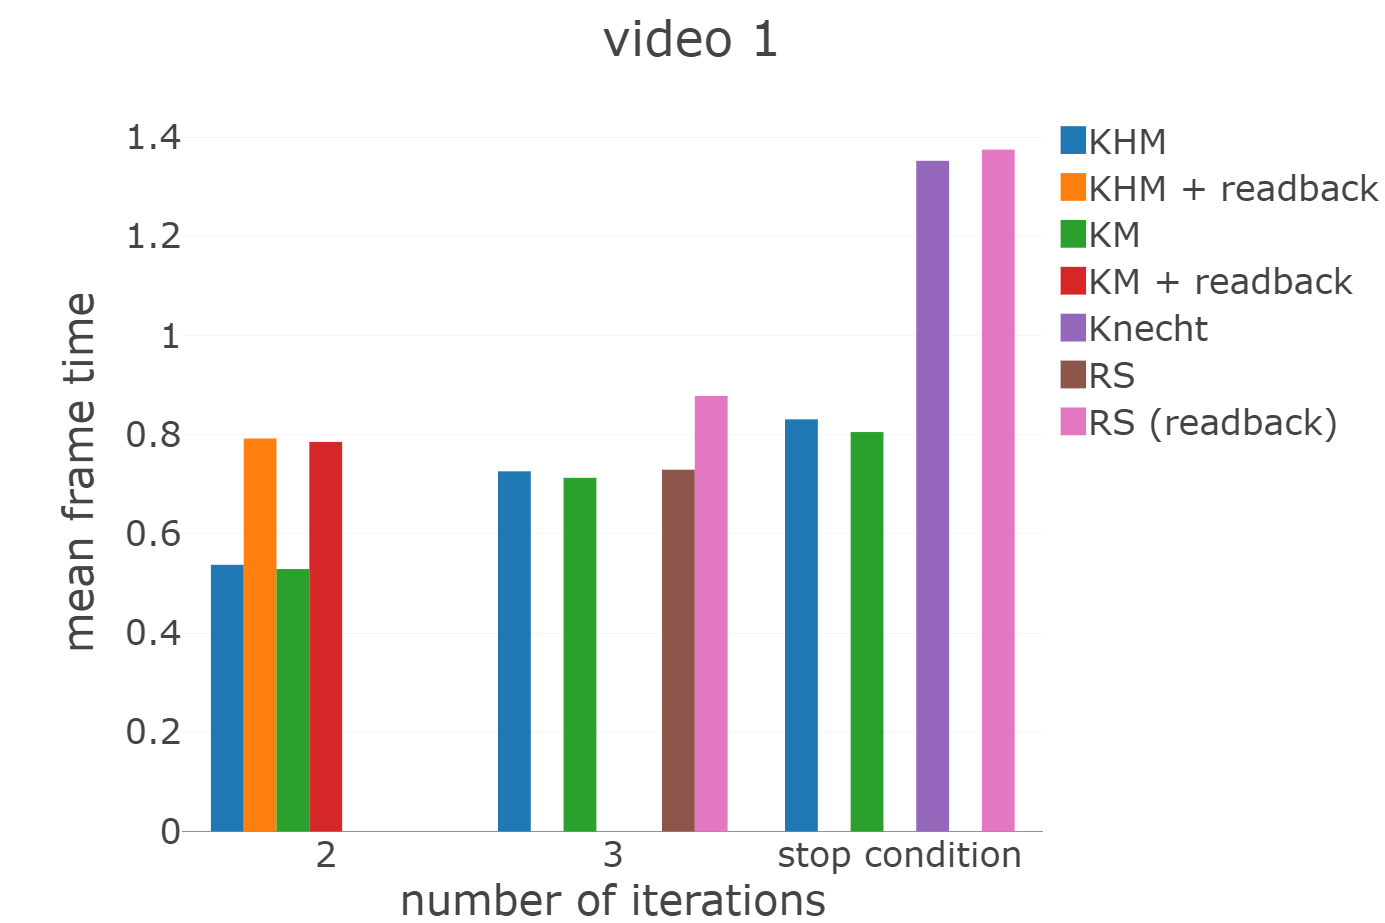 video 1
1.4
1.2
1
0.8
0.6
0.4
0.2
0
mean frame time
2
3
stop condition
number of iterations
KHM
KHM + readback
KM
KM + readback
Knecht
RS
RS (readback)